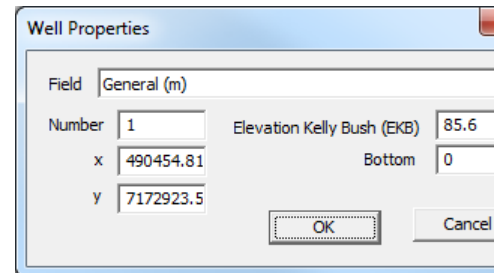 Well Properties
Field General (m)
Number 1 Elevation Kelly Bush (EKB) 85.6
x 490454.81 Bottom 0
y 7172923.5
OK Cancel